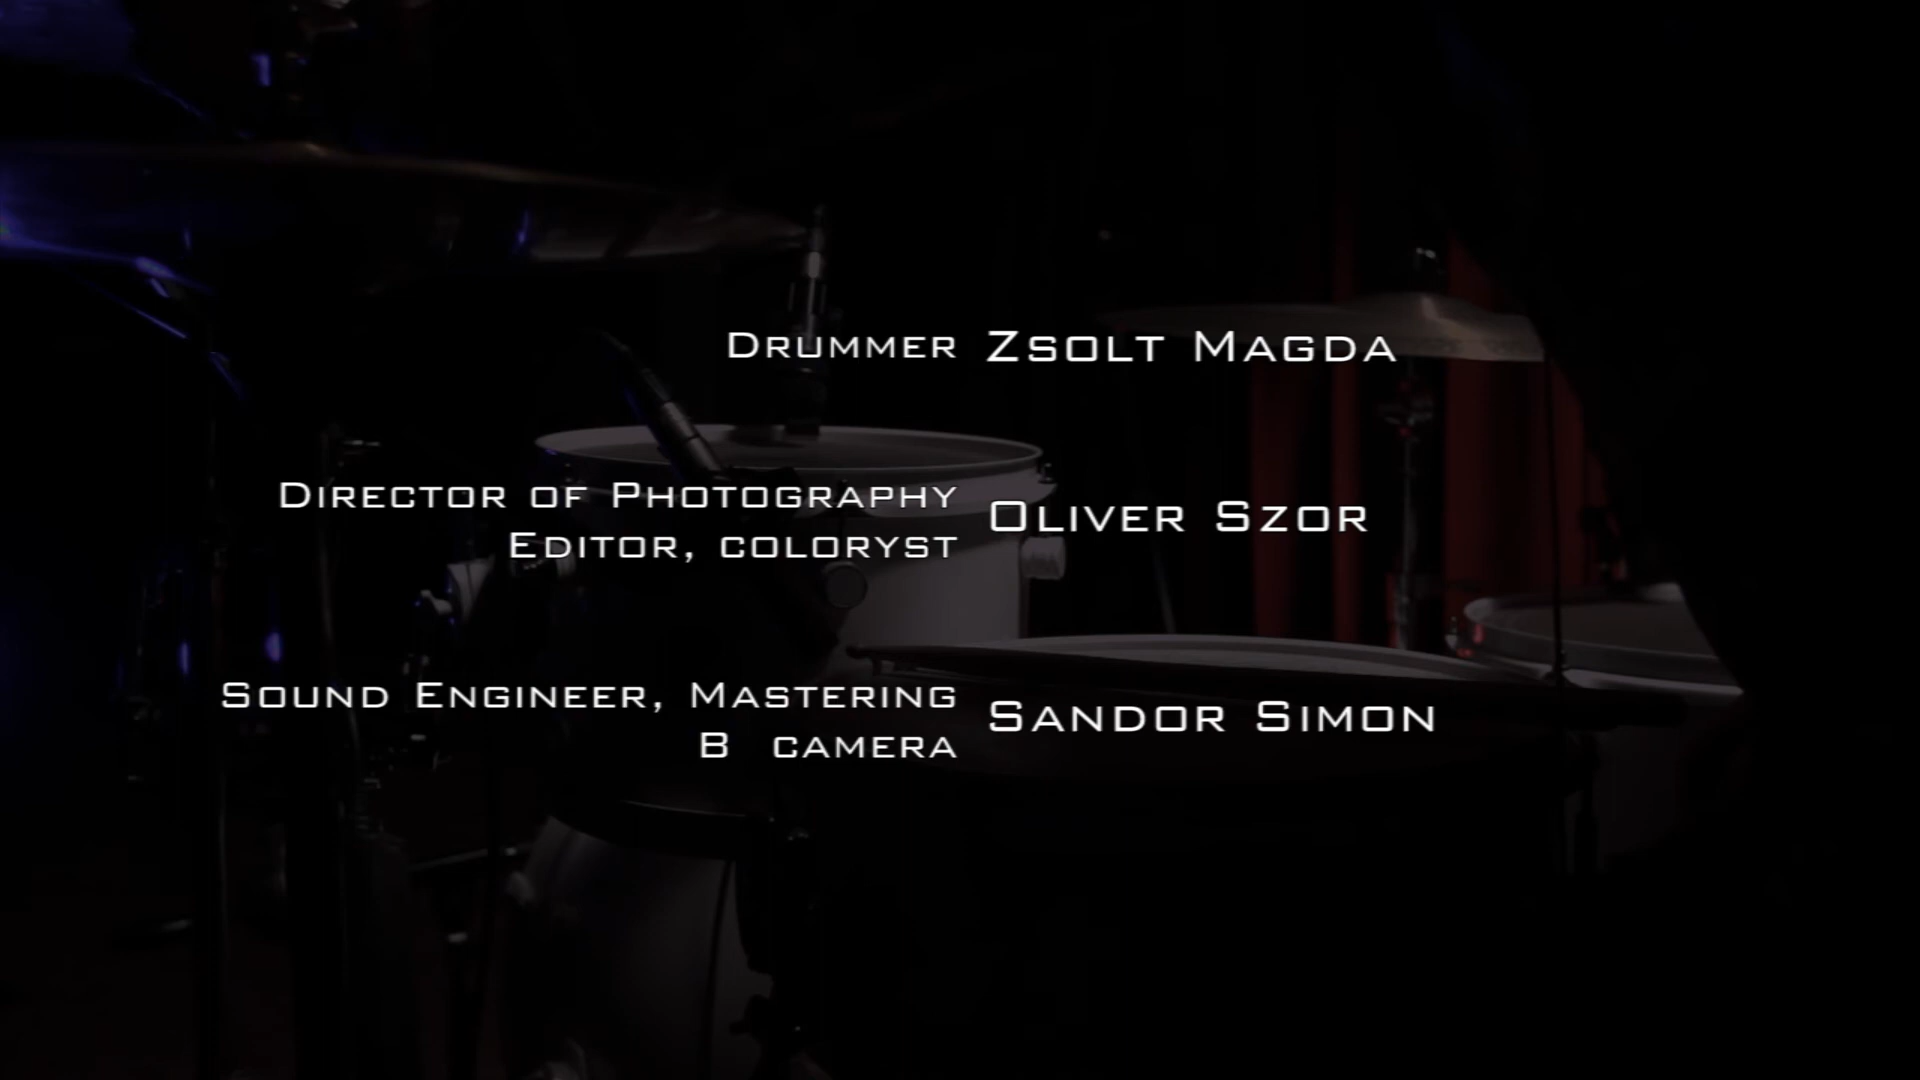 Drummer Zsolt Magda
Director of Photography
Editor, coloryst
Oliver Szor
Sound Engineer, Mastering
B camera
Sandor Simon